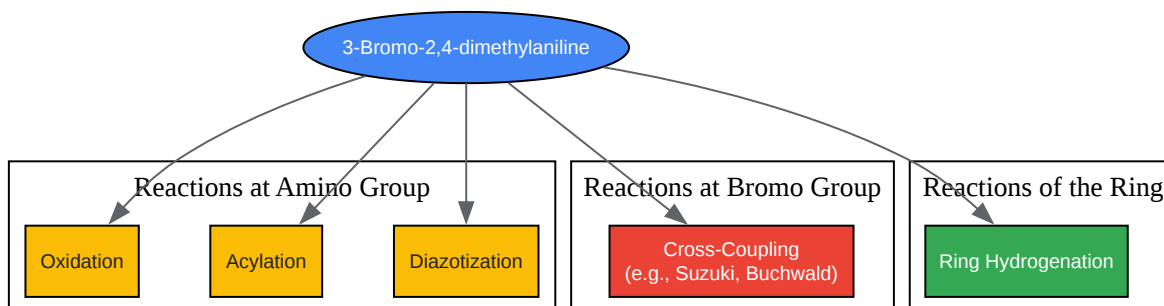 3-Bromo-2,4-dimethylaniline
Reactions at Amino Group
Reactions at Bromo Group
Reactions of the Ring
Oxidation
Acylation
Diazotization
Cross-Coupling
(e.g., Suzuki, Buchwald)
Ring Hydrogenation